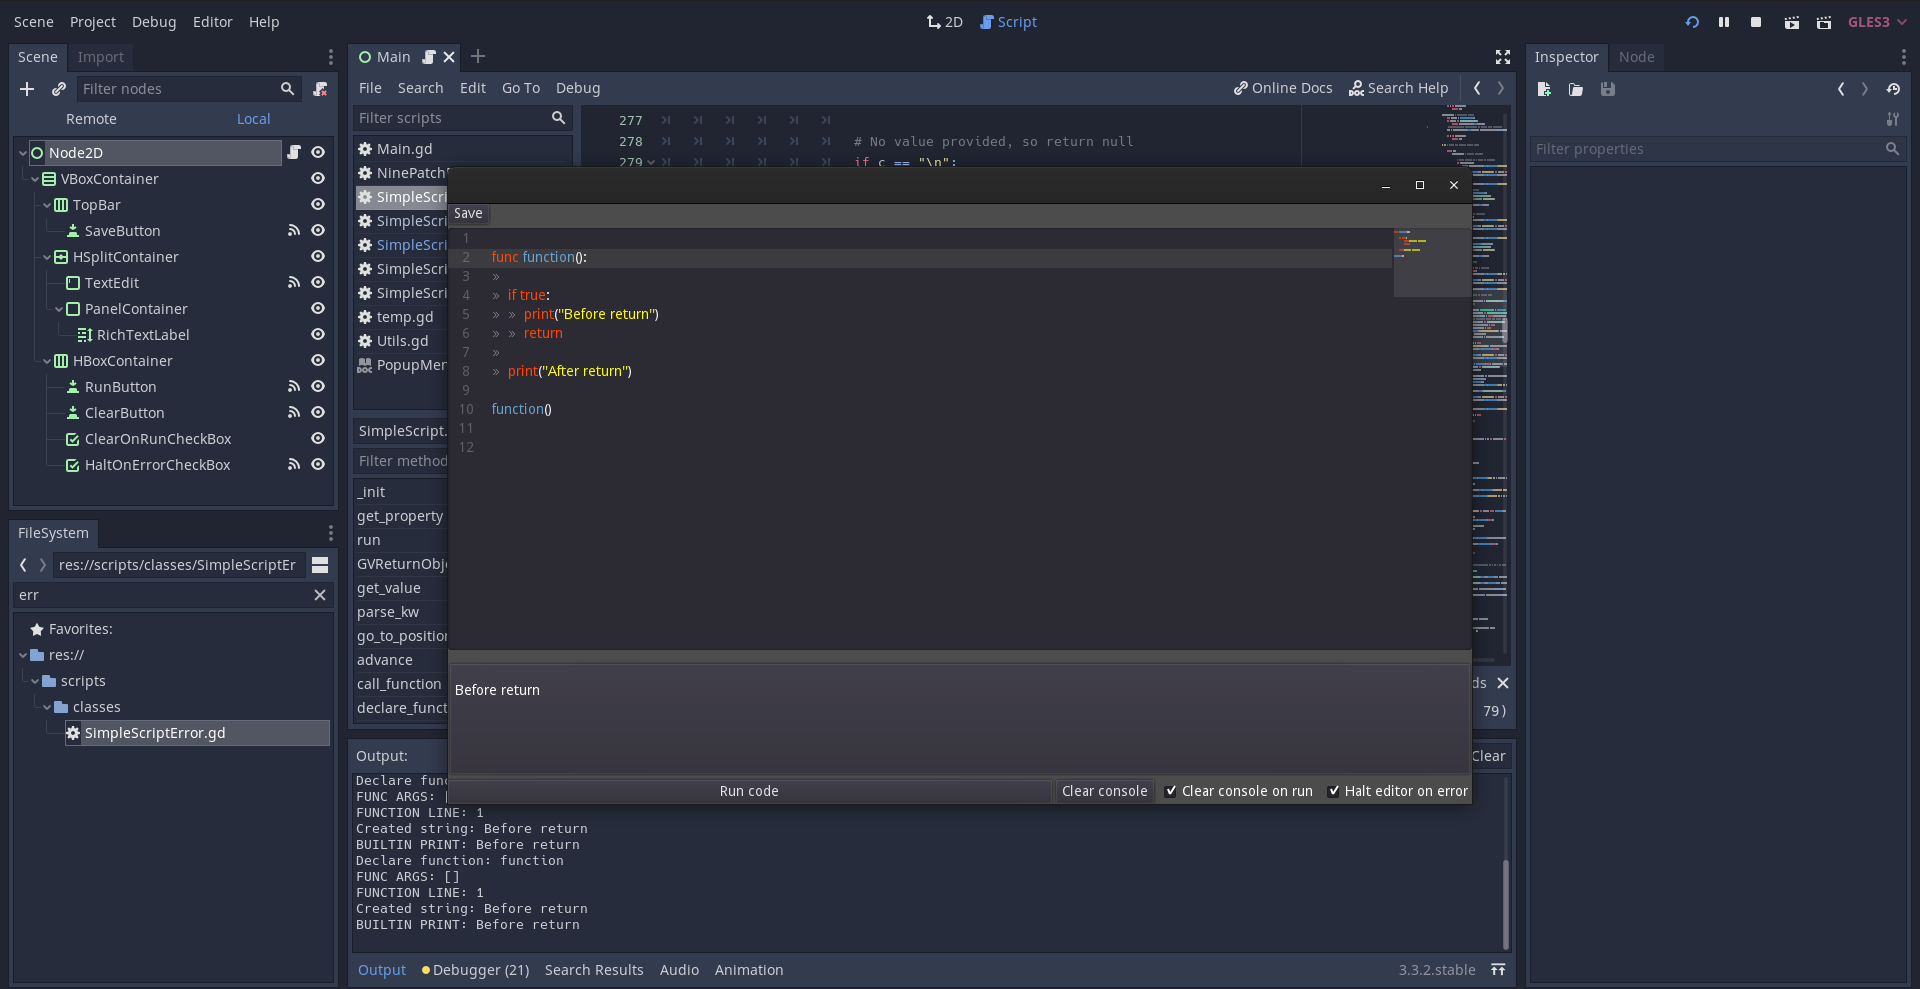 Scene Project Debug Editor Help
2D Script
GLES3
Scene Import
Filter nodes
Remote Local
Node2D
VBoxContainer
TopBar
SaveButton
HSplitContainer
TextEdit
PanelContainer
RichTextLabel
HBoxContainer
RunButton
ClearButton
ClearOnRunCheckBox
HaltOnErrorCheckBox
FileSystem
res://scripts/classes/SimpleScriptEr
err
Favorites:
res://
scripts
classes
SimpleScriptError.gd
Main
File Search Edit Go To Debug
Online Docs Search Help
Filter scripts
Main.gd
NinePatch
SimpleScri
SimpleScri
SimpleScri
SimpleScri
SimpleScri
temp.gd
Utils.gd
PopupMen
SimpleScript.
Filter method
_init
get_property
run
GVReturnObj
get_value
parse_kw
go_to_position
advance
call_function
declare_funct
277
278 # No value provided, so return null
279 if c == "\n":
Save
1
2 func function():
3 »
4 » if true:
5 » » print("Before return")
6 » » return
7 »
8 » print("After return")
9
10 function()
11
12
Before return
Run code Clear console Clear console on run Halt editor on error
ds
79)
Output:
Clear
Declare func
FUNC ARGS: [
FUNCTION LINE: 1
Created string: Before return
BUILTIN PRINT: Before return
Declare function: function
FUNC ARGS: []
FUNCTION LINE: 1
Created string: Before return
BUILTIN PRINT: Before return
Output Debugger (21) Search Results Audio Animation
3.3.2.stable
Inspector Node
Filter properties